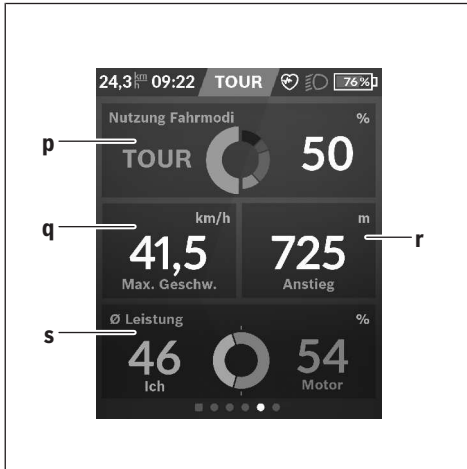 24,3 km/h 09:22 TOUR 76%
Nutzung Fahrmodi %
p
TOUR 50
q
km/h
41,5
Max. Geschw.
m
725
Anstieg
r
s
Ø Leistung %
46
Ich
54
Motor